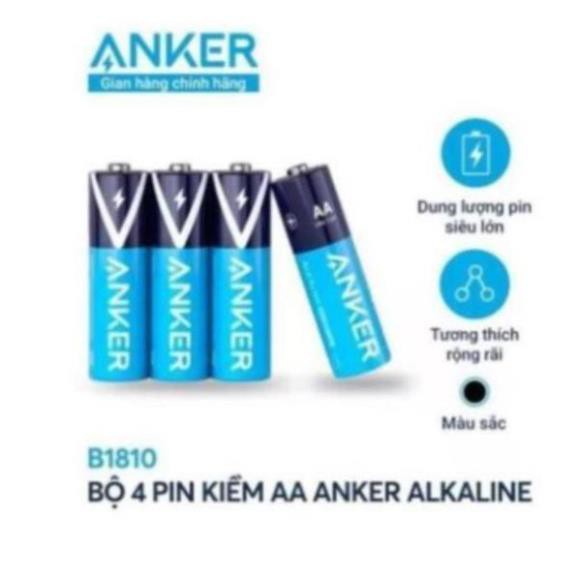 ANKER
Gian hàng chính hãng
ANKER
ANKER
ANKER
AA
ANKER
Dung lượng pin
siêu lớn
Tương thích
rộng rãi
Màu sắc
B1810
BỘ 4 PIN KIỀM AA ANKER ALKALINE